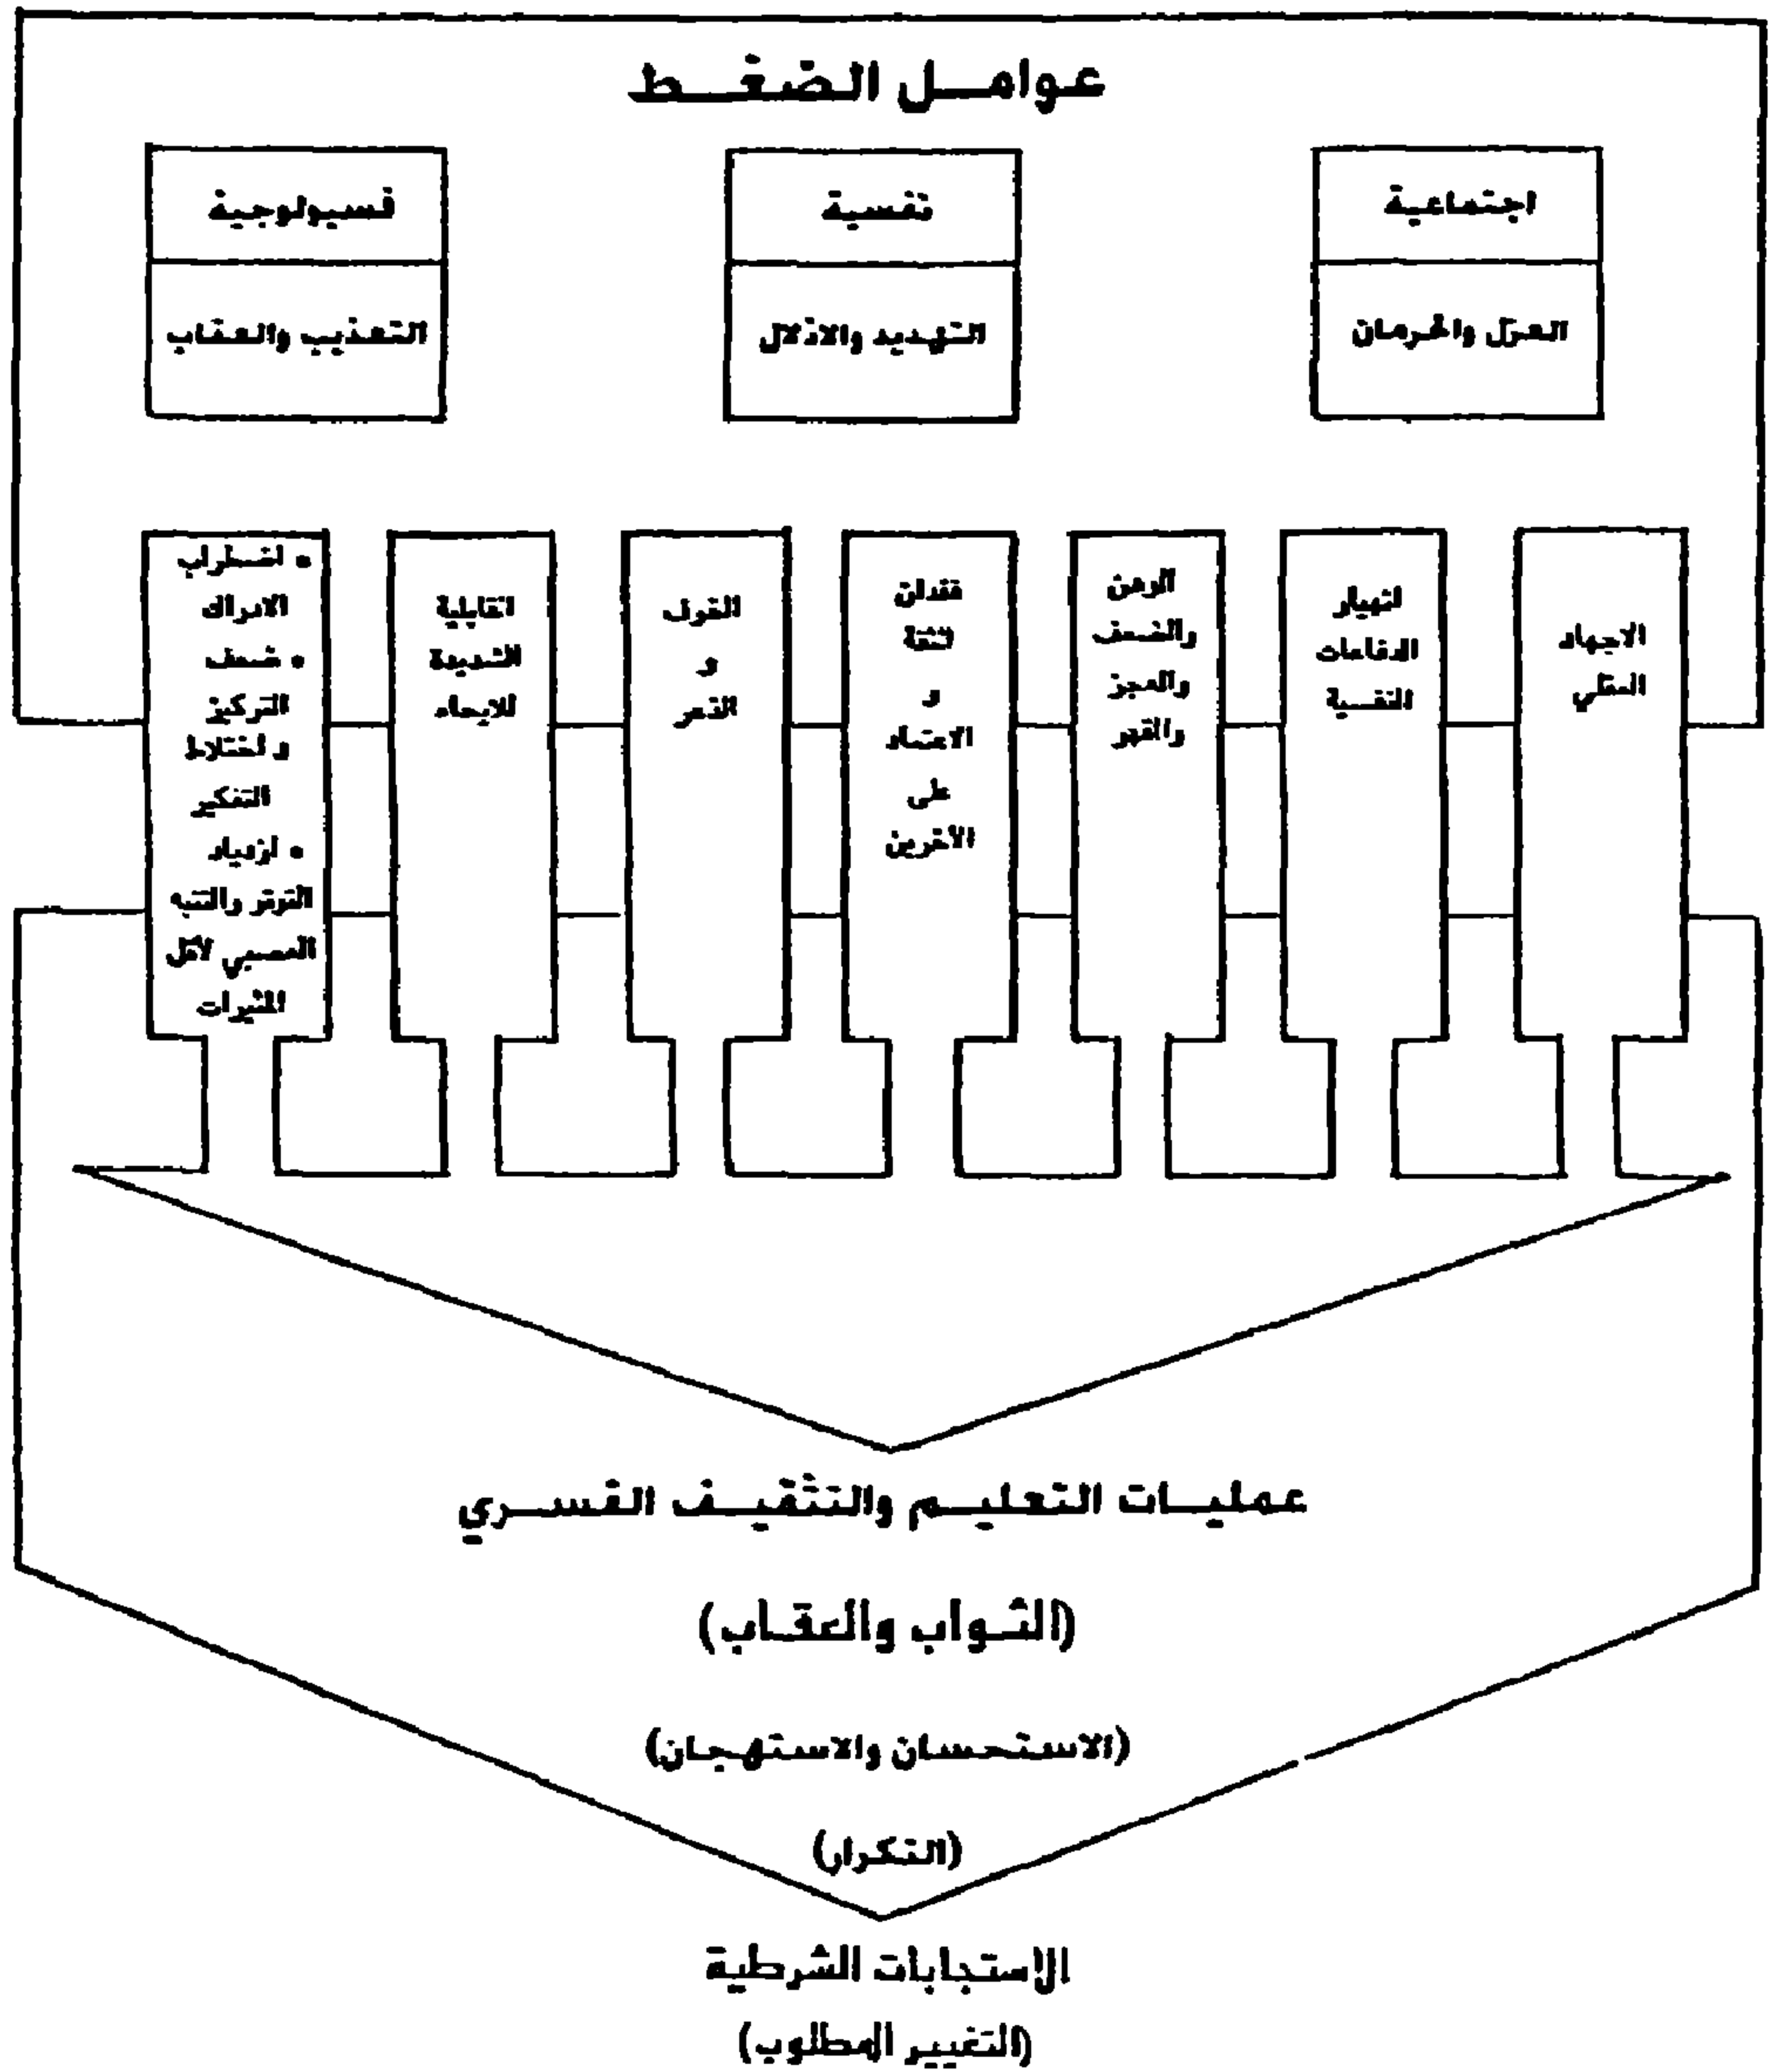 عوامل الضغط
اجتماعية
العزل والحرمان
نفسية
التهديد والاذلال
فسيولوجية
التعذيب والعقاب
الاجهاد
العقلي
انهيار
الدفاعات
النفسية
الوهن
والضعف
والعجز
والقهر
فقدان
الثقة
و
الاعتماد
على
الآخرين
الخوف
و
الذعر
القابلية
الشديدة
للايحاء
• اضطراب
الادراك
• ضعف
التركيز
واختلاط
التفكير
• ازدياد
التوتر والتنبه
العصبي لأقل
المثيرات
عمليات التعليم والتثقيف القسري
(الثواب والعقاب)
(الاستحسان والاستهجان)
(التكرار)
الاستجابات الشرطية
(التغيير المطلوب)